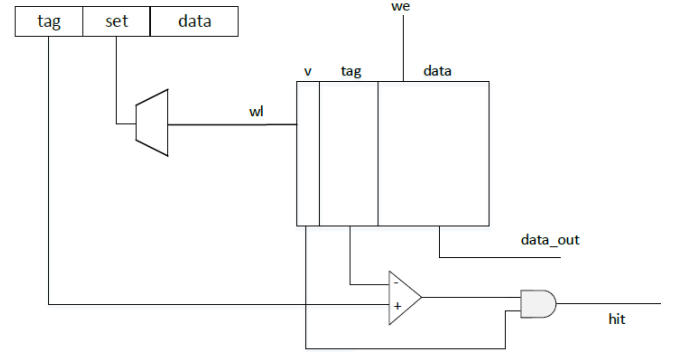 we
tag set data
v tag data
wl
data_out
-
+
hit